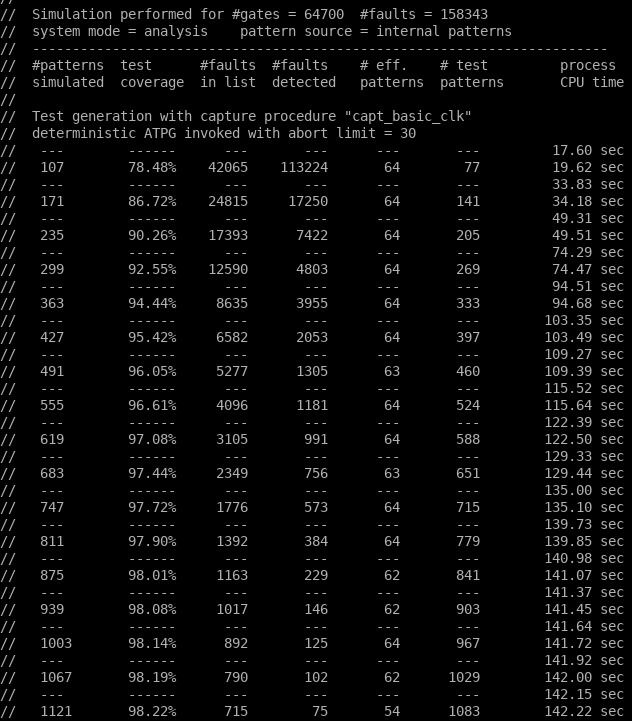 //
//  Simulation performed for #gates = 64700  #faults = 158343
//  system mode = analysis    pattern source = internal patterns
//  ------------------------------------------------------------------------
//  #patterns  test      #faults  #faults    # eff.    # test         process
//  simulated  coverage  in list  detected   patterns  patterns       CPU time
//
//  Test generation with capture procedure "capt_basic_clk"
//  deterministic ATPG invoked with abort limit = 30
//   ---        ------      ---       ---      ---       ---         17.60 sec
//   107        78.48%    42065    113224       64        77         19.62 sec
//   ---        ------      ---       ---      ---       ---         33.83 sec
//   171        86.72%    24815     17250       64       141         34.18 sec
//   ---        ------      ---       ---      ---       ---         49.31 sec
//   235        90.26%    17393      7422       64       205         49.51 sec
//   ---        ------      ---       ---      ---       ---         74.29 sec
//   299        92.55%    12590      4803       64       269         74.47 sec
//   ---        ------      ---       ---      ---       ---         94.51 sec
//   363        94.44%     8635      3955       64       333         94.68 sec
//   ---        ------      ---       ---      ---       ---        103.35 sec
//   427        95.42%     6582      2053       64       397        103.49 sec
//   ---        ------      ---       ---      ---       ---        109.27 sec
//   491        96.05%     5277      1305       63       460        109.39 sec
//   ---        ------      ---       ---      ---       ---        115.52 sec
//   555        96.61%     4096      1181       64       524        115.64 sec
//   ---        ------      ---       ---      ---       ---        122.39 sec
//   619        97.08%     3105       991       64       588        122.50 sec
//   ---        ------      ---       ---      ---       ---        129.33 sec
//   683        97.44%     2349       756       63       651        129.44 sec
//   ---        ------      ---       ---      ---       ---        135.00 sec
//   747        97.72%     1776       573       64       715        135.10 sec
//   ---        ------      ---       ---      ---       ---        139.73 sec
//   811        97.90%     1392       384       64       779        139.85 sec
//   ---        ------      ---       ---      ---       ---        140.98 sec
//   875        98.01%     1163       229       62       841        141.07 sec
//   ---        ------      ---       ---      ---       ---        141.37 sec
//   939        98.08%     1017       146       62       903        141.45 sec
//   ---        ------      ---       ---      ---       ---        141.64 sec
//   1003       98.14%      892       125       64       967        141.72 sec
//   ---        ------      ---       ---      ---       ---        141.92 sec
//   1067       98.19%      790       102       62      1029        142.00 sec
//   ---        ------      ---       ---      ---       ---        142.15 sec
//   1121       98.22%      715        75       54      1083        142.22 sec